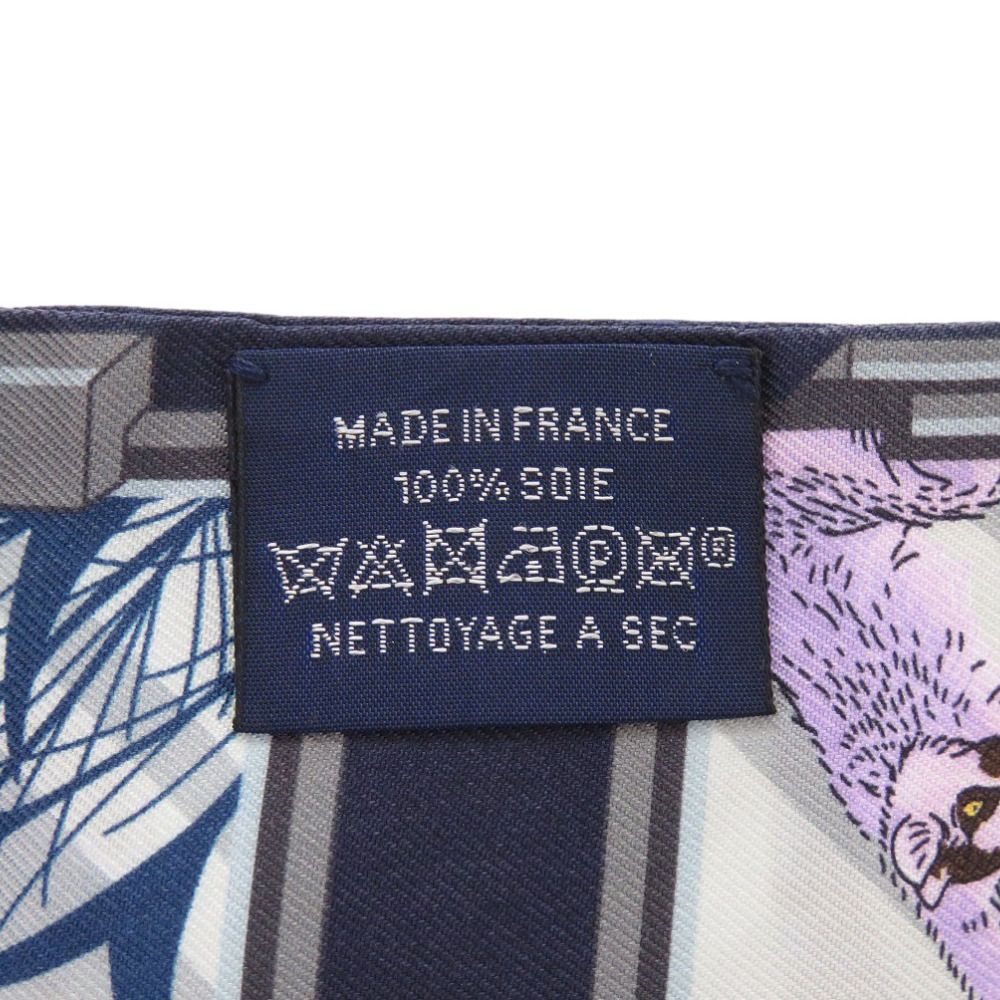 MADE IN FRANCE
100% SOIE
P ®
NETTOYAGE A SEC